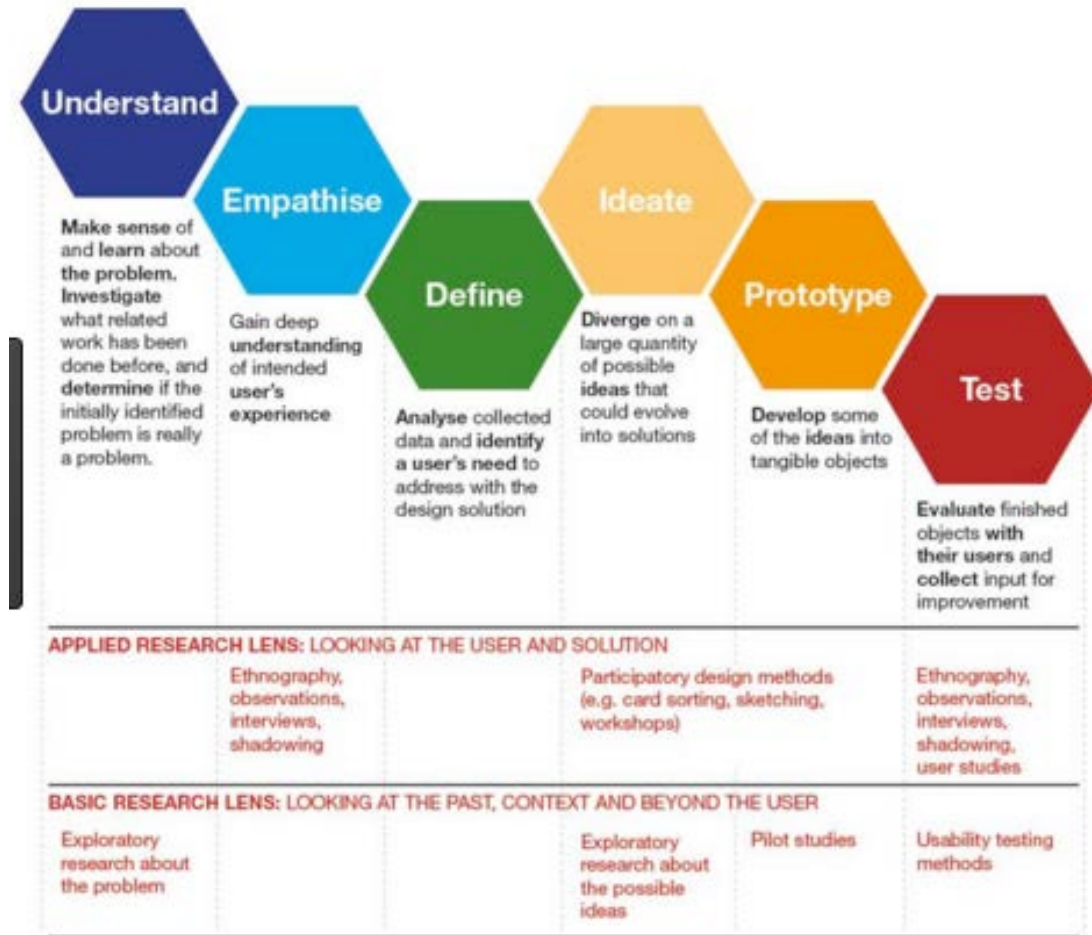 Understand
Make sense of
and learn about
the problem.
Investigate
what related
work has been
done before, and
determine if the
initially identified
problem is really
a problem.
Empathise
Gain deep
understanding
of intended
user's
experience
Define
Analyse collected
data and identify
a user's need to
address with the
design solution
Ideate
Diverge on a
large quantity
of possible
ideas that
could evolve
into solutions
Prototype
Develop some
of the ideas into
tangible objects
Test
Evaluate finished
objects with
their users and
collect input for
improvement
APPLIED RESEARCH LENS: LOOKING AT THE USER AND SOLUTION
Ethnography,
observations,
interviews,
shadowing
Participatory design methods
(e.g. card sorting, sketching,
workshops)
Ethnography,
observations,
interviews,
shadowing,
user studies
BASIC RESEARCH LENS: LOOKING AT THE PAST, CONTEXT AND BEYOND THE USER
Exploratory
research about
the problem
Exploratory
research about
the possible
ideas
Pilot studies
Usability testing
methods